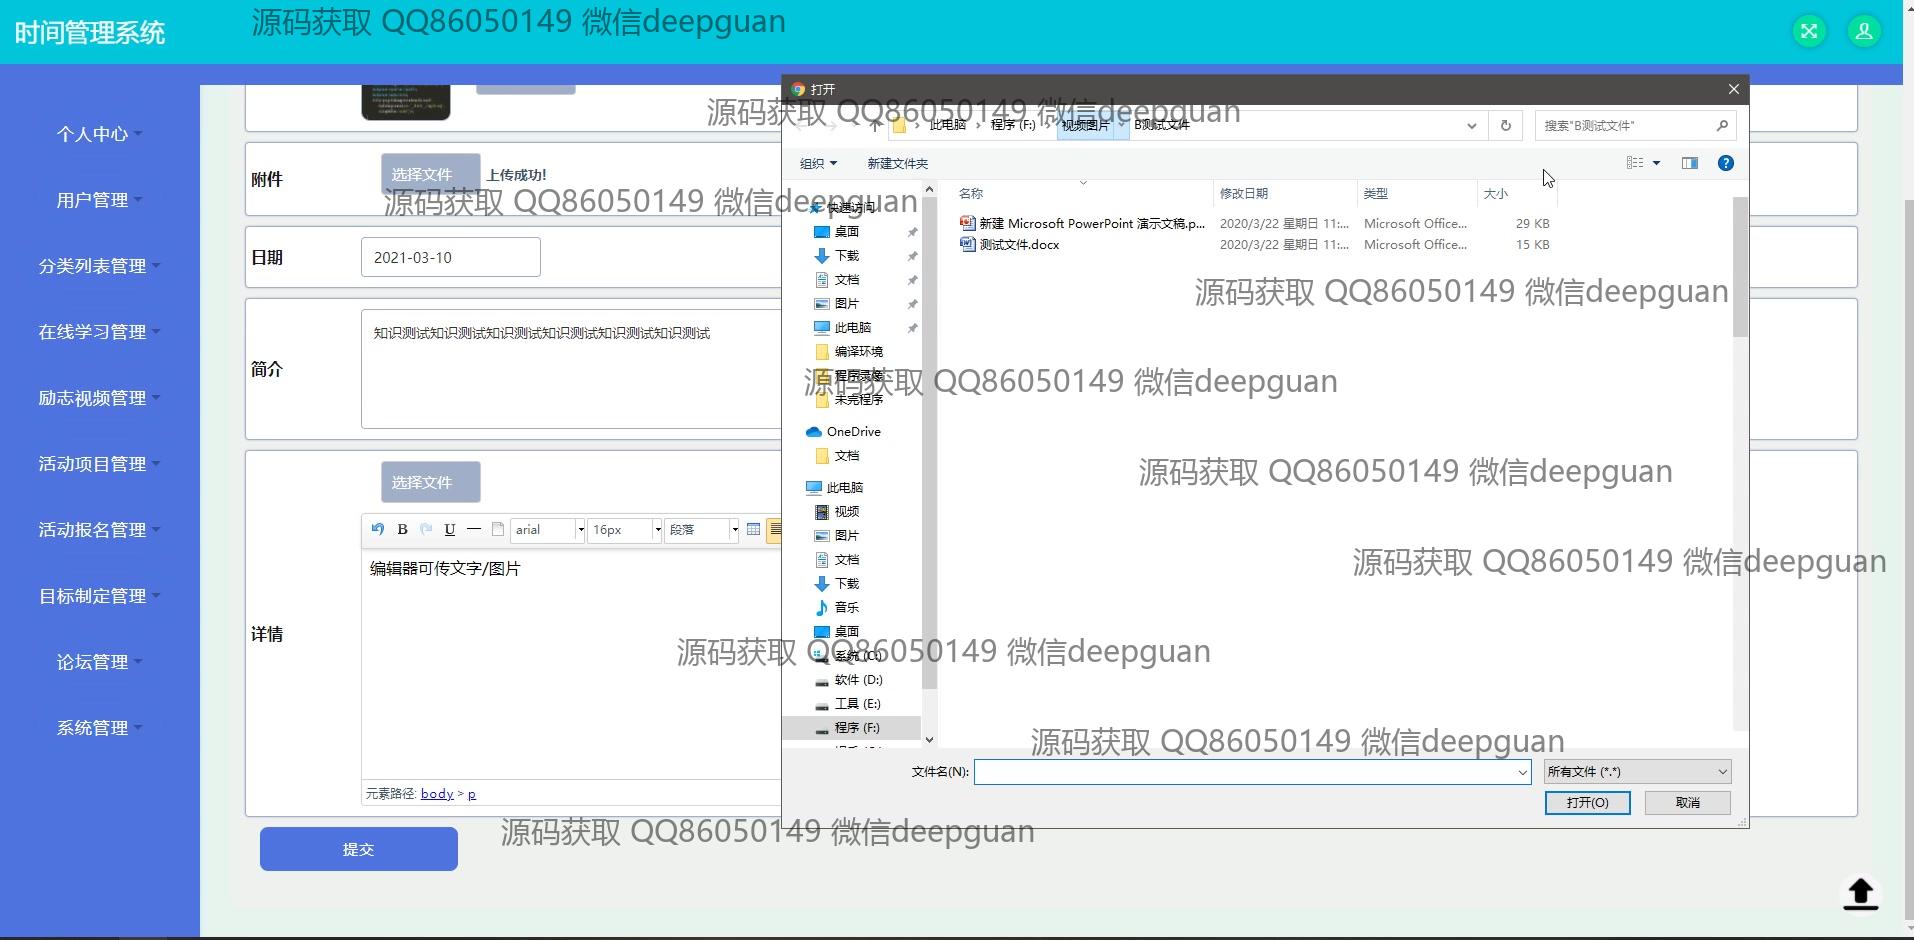 时间管理系统
源码获取 QQ86050149 微信deepguan
个人中心
用户管理
分类列表管理
在线学习管理
励志视频管理
活动项目管理
活动报名管理
目标制定管理
论坛管理
系统管理
附件
选择文件
上传成功!
源码获取 QQ86050149 微信deepguan
日期
2021-03-10
简介
知识测试知识测试知识测试知识测试知识测试知识测试
详情
选择文件
B U arial 16px 段落
编辑器可传文字/图片
元素路径: body > p
提交
源码获取 QQ86050149 微信deepguan
打开
源码获取 QQ86050149 微信deepguan
此电脑 程序 (F:) 视频图片 B测试文件
搜索"B测试文件"
组织 新建文件夹
名称 修改日期 类型 大小
新建 Microsoft PowerPoint 演示文稿.p... 2020/3/22 星期日 11:... Microsoft Office... 29 KB
测试文件.docx 2020/3/22 星期日 11:... Microsoft Office... 15 KB
快速访问
桌面
下载
文档
图片
此电脑
编译环境
程序录像
未完程序
OneDrive
文档
此电脑
视频
图片
文档
下载
音乐
桌面
系统 (C:)
软件 (D:)
工具 (E:)
程序 (F:)
源码获取 QQ86050149 微信deepguan
源码获取 QQ86050149 微信deepguan
源码获取 QQ86050149 微信deepguan
源码获取 QQ86050149 微信deepguan
源码获取 QQ86050149 微信deepguan
源码获取 QQ86050149 微信deepguan
文件名(N):
所有文件 (*.*)
打开(O)
取消